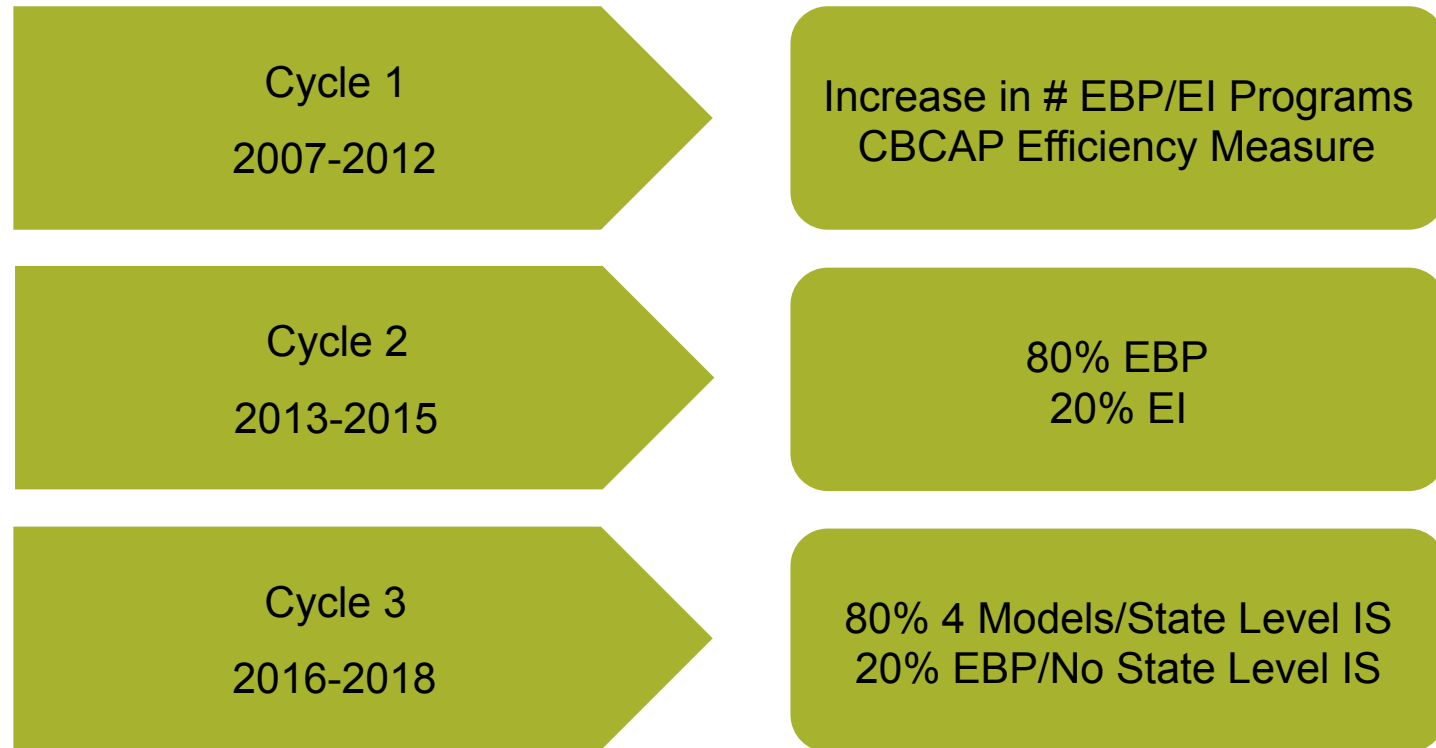 Cycle 1
2007-2012
Increase in # EBP/EI Programs
CBCAP Efficiency Measure
Cycle 2
2013-2015
80% EBP
20% EI
Cycle 3
2016-2018
80% 4 Models/State Level IS
20% EBP/No State Level IS